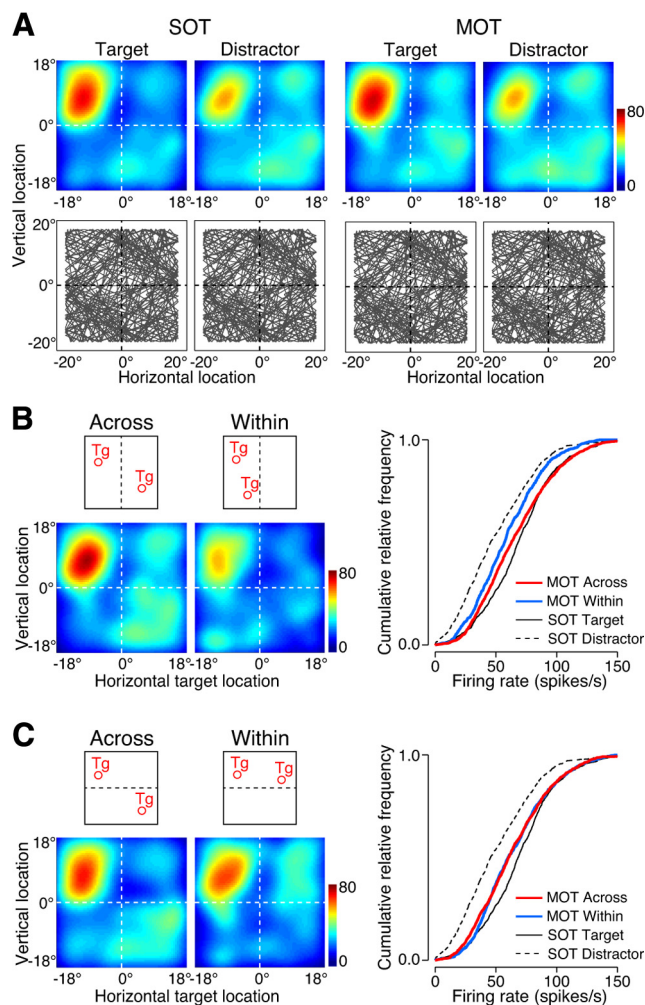 A
SOT MOT
Target Distractor Target Distractor
18°
0°
-18°
-18° 0° 18° -18° 0° 18° -18° 0° 18° -18° 0° 18°
80
0
Vertical location
20°
0°
-20°
-20° 0° 20° -20° 0° 20° -20° 0° 20° -20° 0° 20°
Horizontal location Horizontal location
B
Across Within
Tg
Tg
Tg
Tg
18°
0°
-18°
-18° 0° 18° -18° 0° 18°
80
0
Vertical location
Horizontal target location
Cumulative relative frequency
1.0
0.0
MOT Across
MOT Within
SOT Target
SOT Distractor
0 50 100 150
Firing rate (spikes/s)
C
Across Within
Tg
Tg
Tg
Tg
18°
0°
-18°
-18° 0° 18° -18° 0° 18°
80
0
Vertical location
Horizontal target location
Cumulative relative frequency
1.0
0.0
MOT Across
MOT Within
SOT Target
SOT Distractor
0 50 100 150
Firing rate (spikes/s)